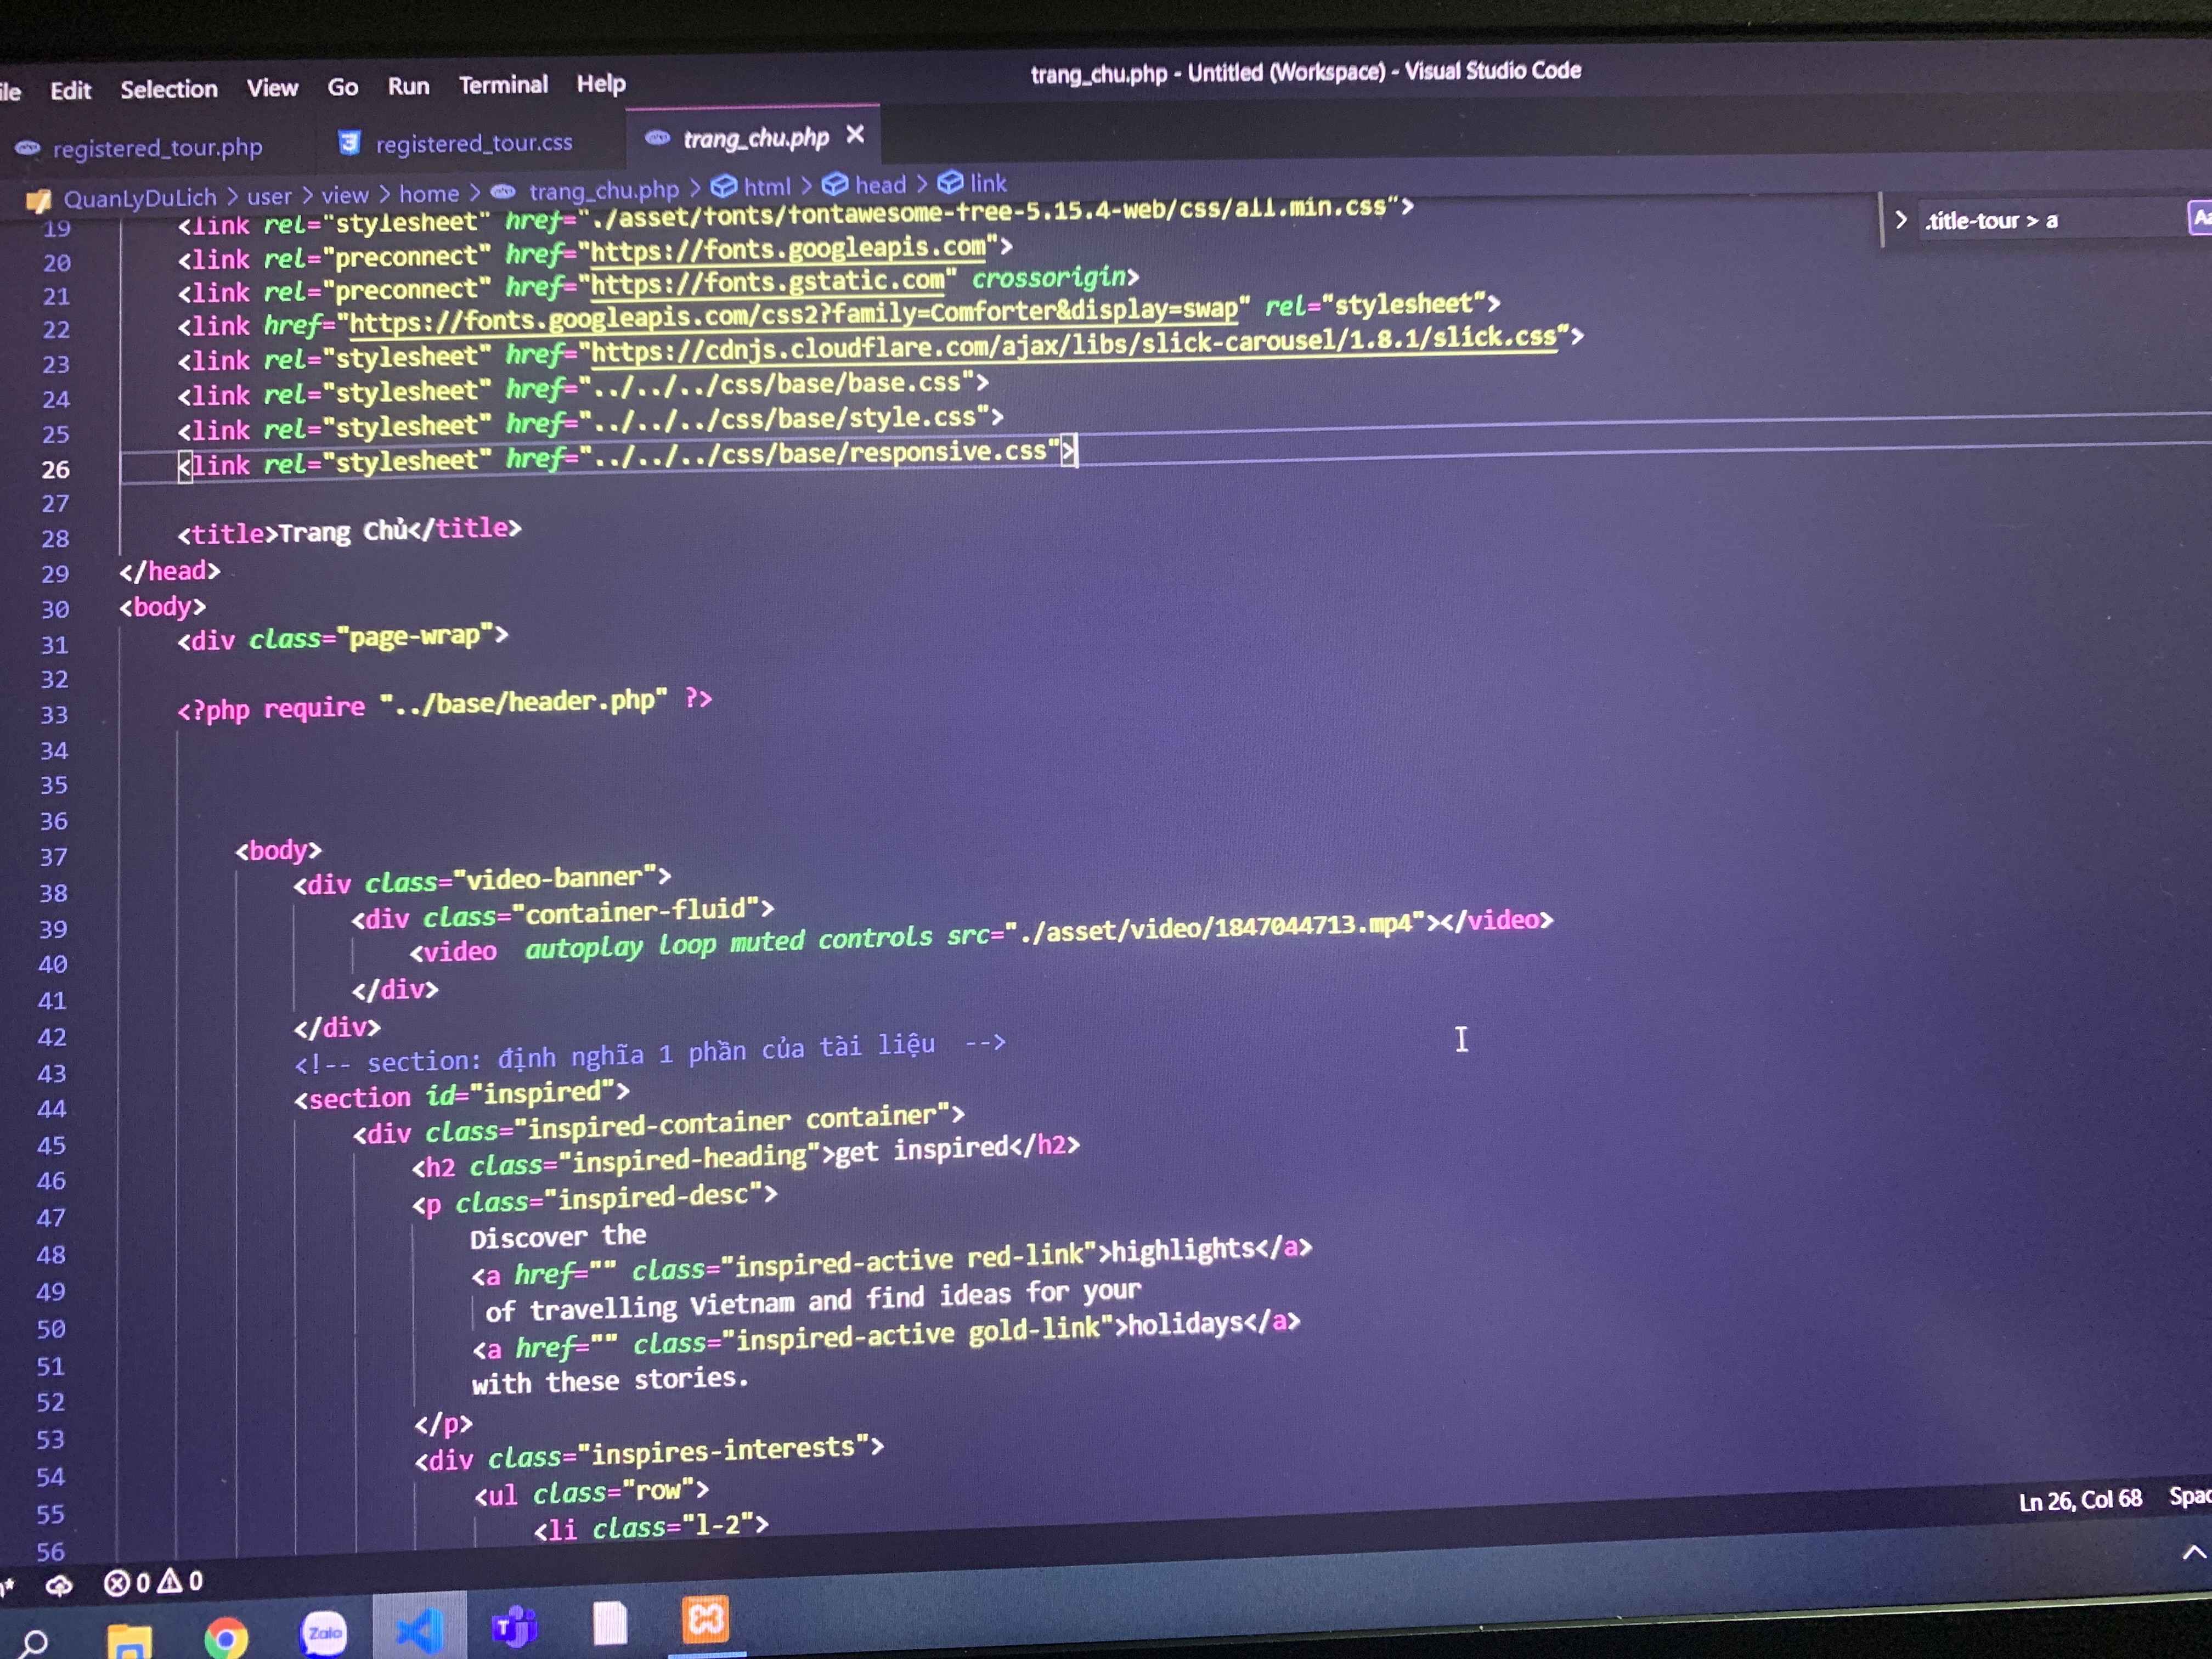 Edit Selection View Go Run Terminal Help
trang_chu.php - Untitled (Workspace) - Visual Studio Code
registered_tour.php
registered_tour.css
trang_chu.php ×
QuanLyDuLich > user > view > home > trang_chu.php > html > head > link
.title-tour > a
19 <link rel="stylesheet" href="./asset/fonts/fontawesome-free-5.15.4-web/css/all.min.css">
20 <link rel="preconnect" href="https://fonts.googleapis.com">
21 <link rel="preconnect" href="https://fonts.gstatic.com" crossorigin>
22 <link href="https://fonts.googleapis.com/css2?family=Comforter&display=swap" rel="stylesheet">
23 <link rel="stylesheet" href="https://cdnjs.cloudflare.com/ajax/libs/slick-carousel/1.8.1/slick.css">
24 <link rel="stylesheet" href="../../../css/base/base.css">
25 <link rel="stylesheet" href="../../../css/base/style.css">
26 <link rel="stylesheet" href="../../../css/base/responsive.css">
27
28 <title>Trang Chủ</title>
29 </head>
30 <body>
31 <div class="page-wrap">
32
33 <?php require "../base/header.php" ?>
34
35
36
37 <body>
38 <div class="video-banner">
39 <div class="container-fluid">
40 <video autoplay loop muted controls src="./asset/video/1847044713.mp4"></video>
41 </div>
42 </div>
43 <!-- section: định nghĩa 1 phần của tài liệu -->
44 <section id="inspired">
45 <div class="inspired-container container">
46 <h2 class="inspired-heading">get inspired</h2>
47 <p class="inspired-desc">
48 Discover the
49 <a href="" class="inspired-active red-link">highlights</a>
50 of travelling Vietnam and find ideas for your
51 <a href="" class="inspired-active gold-link">holidays</a>
52 with these stories.
53 </p>
54 <div class="inspires-interests">
55 <ul class="row">
56 <li class="l-2">
Ln 26, Col 68
0 0
Zalo